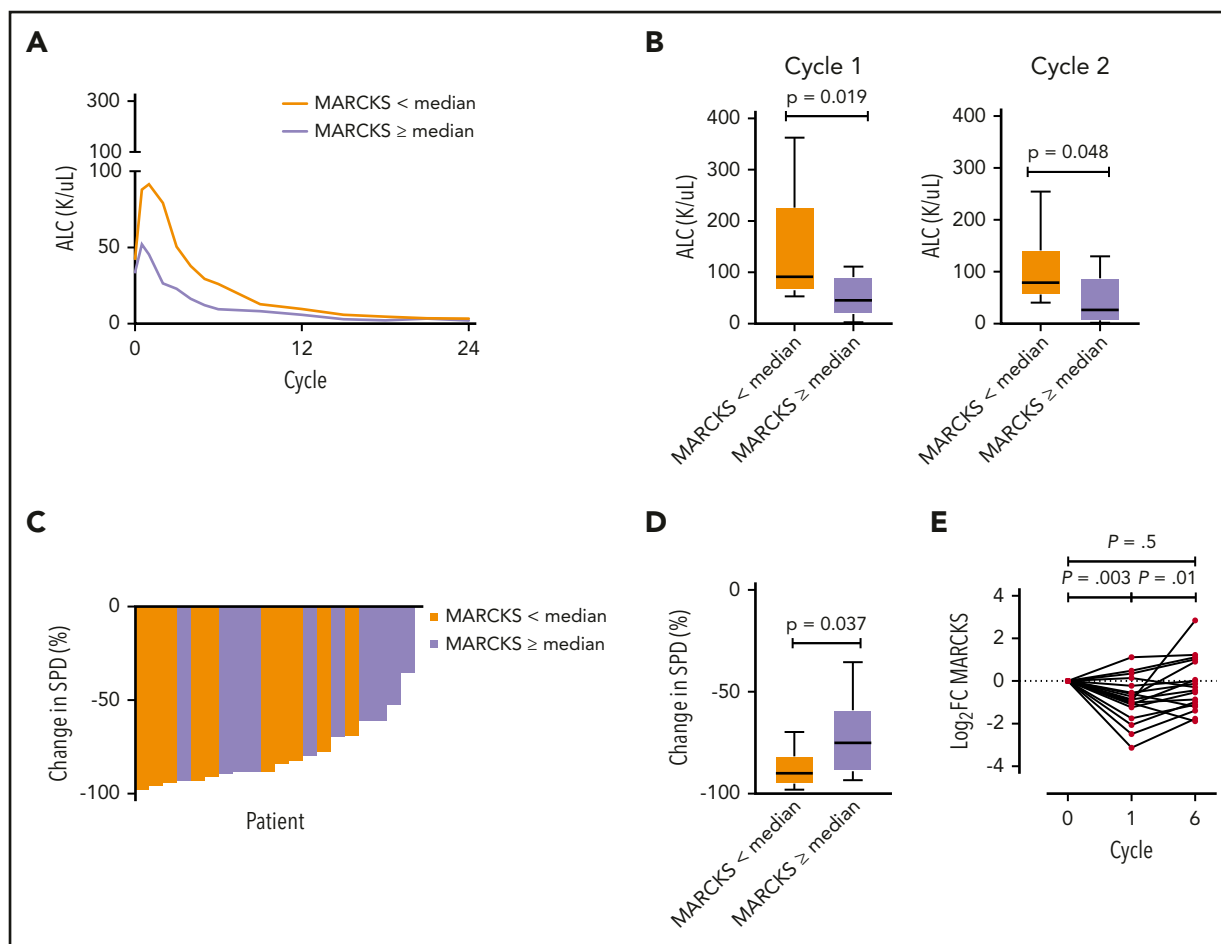 A
300
100
100
50
0
ALC (K/uL)
0
12
24
Cycle
MARCKS < median
MARCKS ≥ median
B
Cycle 1
p = 0.019
400
300
200
100
0
ALC (K/uL)
MARCKS < median
MARCKS ≥ median
Cycle 2
p = 0.048
400
300
200
100
0
ALC (K/uL)
MARCKS < median
MARCKS ≥ median
C
0
-50
-100
Change in SPD (%)
Patient
MARCKS < median
MARCKS ≥ median
D
0
-50
-100
Change in SPD (%)
p = 0.037
MARCKS < median
MARCKS ≥ median
E
P = .5
P = .003
P = .01
4
2
0
-2
-4
Log₂FC MARCKS
0
1
6
Cycle